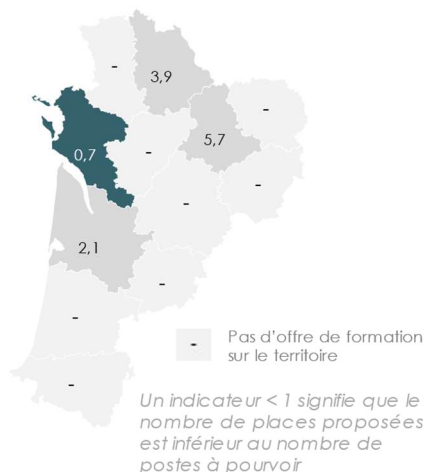 -
3,9
-
5,7
0,7
-
-
-
2,1
-
-
-
- Pas d'offre de formation
sur le territoire
Un indicateur < 1 signifie que le
nombre de places proposées
est inférieur au nombre de
postes à pourvoir